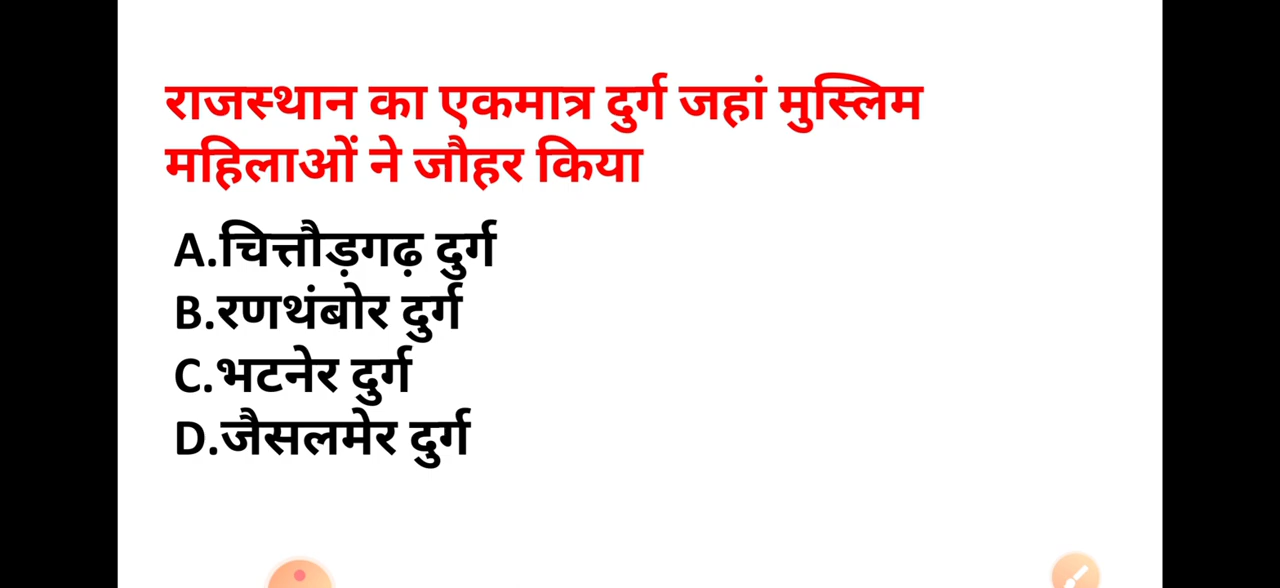 राजस्थान का एकमात्र दुर्ग जहां मुस्लिम
महिलाओं ने जौहर किया
A.चित्तौड़गढ़ दुर्ग
B.रणथंबोर दुर्ग
C.भटनेर दुर्ग
D.जैसलमेर दुर्ग